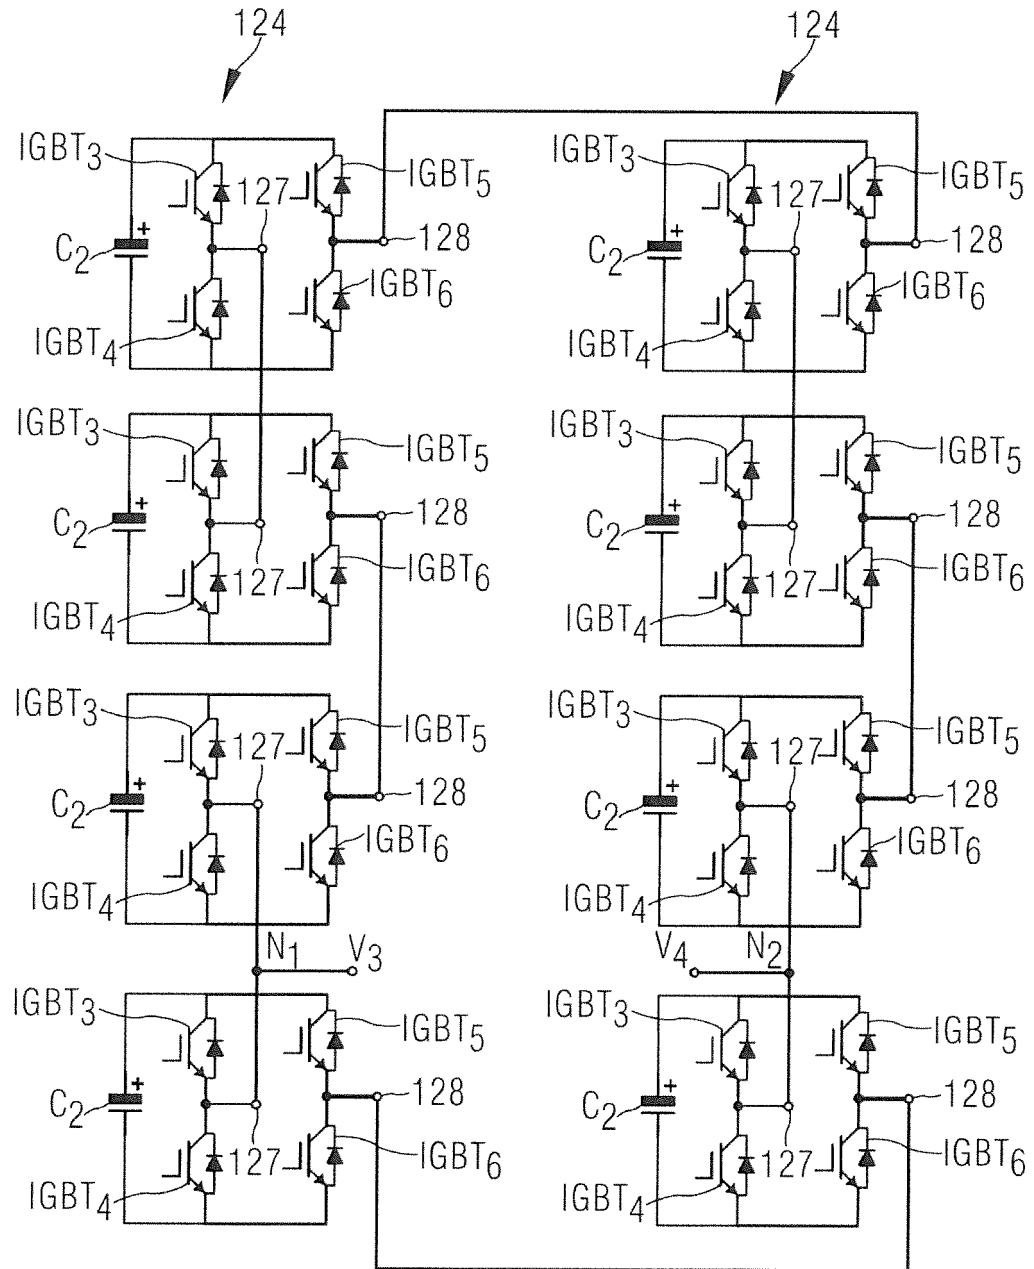 124 124
IGBT3 127 IGBT5 IGBT3 127 IGBT5
+ 128 + 128
C2 C2
IGBT6 IGBT6
IGBT4 IGBT4
IGBT3 IGBT5 IGBT3 IGBT5
+ 128 + 128
C2 C2
127 IGBT6 127 IGBT6
IGBT4 IGBT4
IGBT3 127 IGBT5 IGBT3 127 IGBT5
+ 128 + 128
C2 C2
IGBT6 IGBT6
IGBT4 IGBT4
N1 V3 V4 N2
IGBT3 IGBT5 IGBT3 IGBT5
+ 128 + 128
C2 C2
127 IGBT6 127 IGBT6
IGBT4 IGBT4